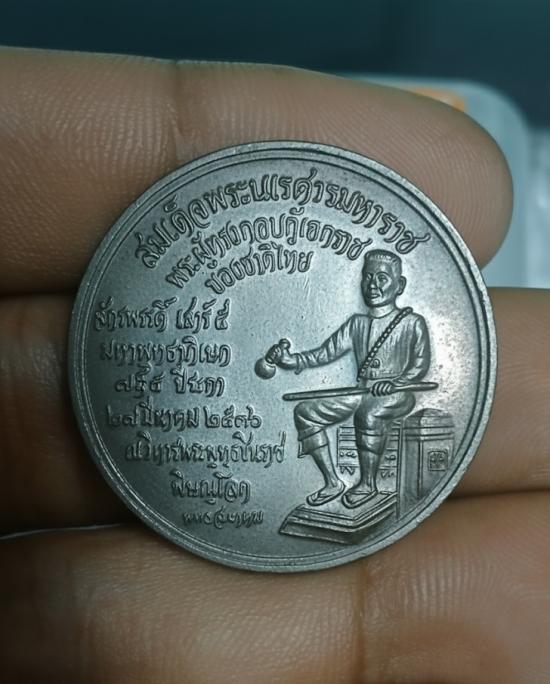 สมเด็จพระนเรศวรมหาราช
พระผู้ทรงกอบกู้เอกราช
ของชาติไทย
จักรพรรดิ์ เสาร์ ๕
มหาพุทธาภิเษก
๗๕๕ ปีระกา
๒๗ มีนาคม ๒๕๓๖
ณ วิหารพระพุทธชินราช
พิษณุโลก